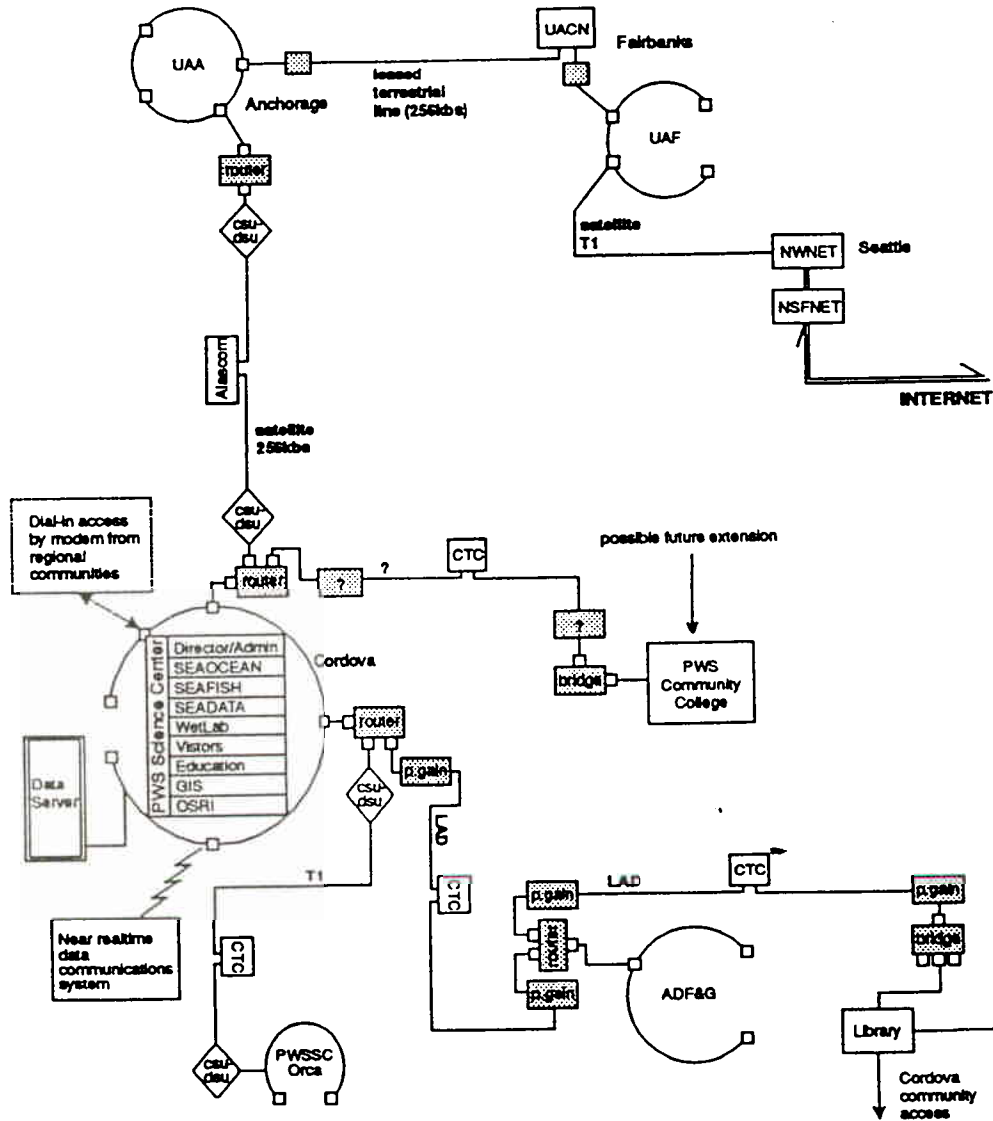 UACN
Fairbanks
UAA
leased
terrestrial
line (256kbs)
Anchorage
UAF
router
csu-
dsu
satellite
T1
NWNET
Seattle
NSFNET
Alascom
INTERNET
satellite
256kbs
csu-
dsu
Dial-in access
by modem from
regional
communities
possible future extension
CTC
router
?
?
?
bridge
PWS
Community
College
Cordova
PWS Science Center
Director/Admin
SEAOCEAN
SEAFISH
SEADATA
WetLab
Vistors
Education
GIS
OSRI
router
p.gain
csu-
dsu
Data
Server
LAD
T1
CTC
CTC
LAD
p.gain
p.gain
router
bridge
Near realtime
data
communications
system
CTC
p.gain
ADF&G
Library
csu-
dsu
PWSSC
Orca
Cordova
community
access